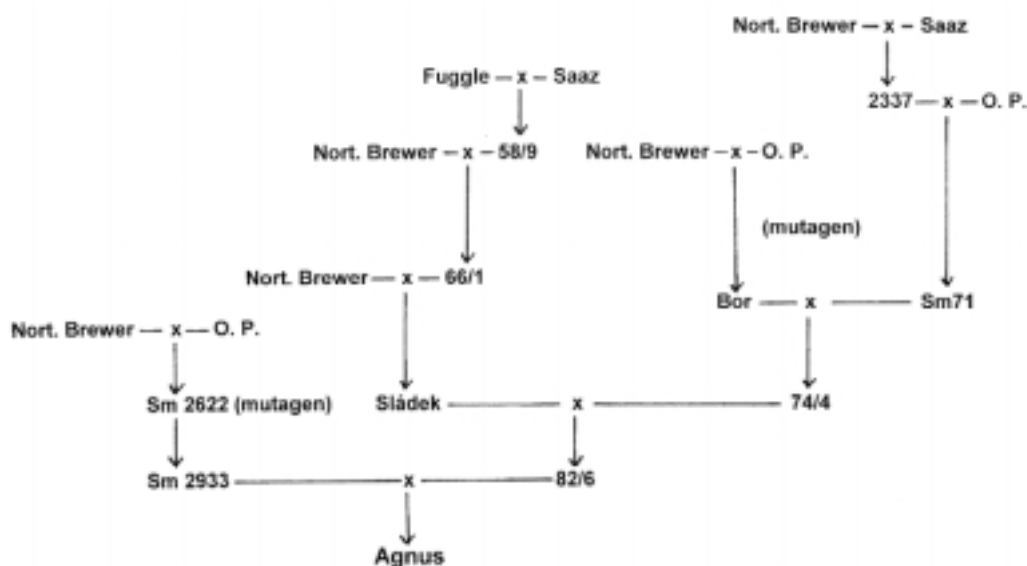 Nort. Brewer — x — Saaz
Fuggle — x — Saaz
2337 — x — O. P.
Nort. Brewer — x — 58/9
Nort. Brewer — x — O. P.
(mutagen)
Nort. Brewer — x — 66/1
Bor — x — Sm71
Nort. Brewer — x — O. P.
Sm 2622 (mutagen)
Sládek — x — 74/4
Sm 2933 — x — 82/6
Agnus